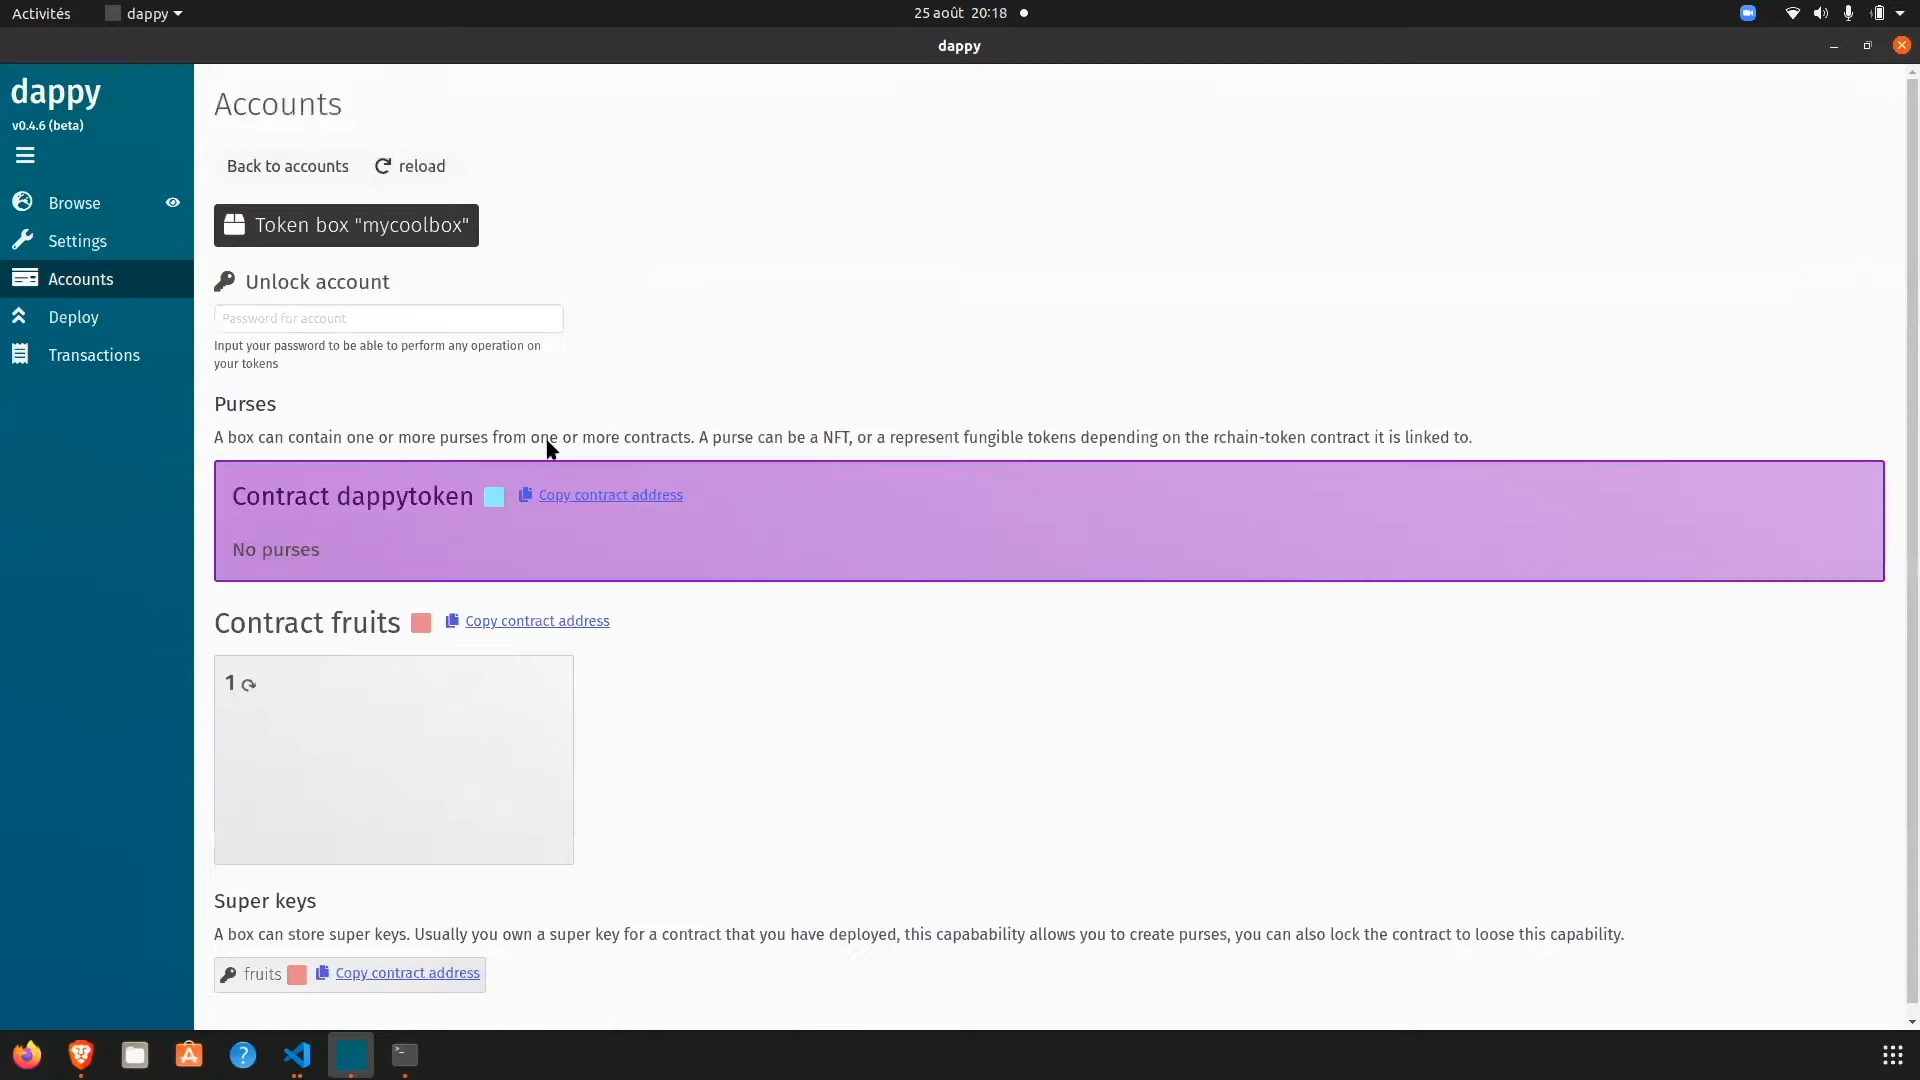 Activités
dappy
25 août 20:18
dappy
dappy
v0.4.6 (beta)
Browse
Settings
Accounts
Deploy
Transactions
Accounts
Back to accounts
reload
Token box "mycoolbox"
Unlock account
Password for account
Input your password to be able to perform any operation on
your tokens
Purses
A box can contain one or more purses from one or more contracts. A purse can be a NFT, or a represent fungible tokens depending on the rchain-token contract it is linked to.
Contract dappytoken
Copy contract address
No purses
Contract fruits
Copy contract address
1
Super keys
A box can store super keys. Usually you own a super key for a contract that you have deployed, this capabability allows you to create purses, you can also lock the contract to loose this capability.
fruits
Copy contract address